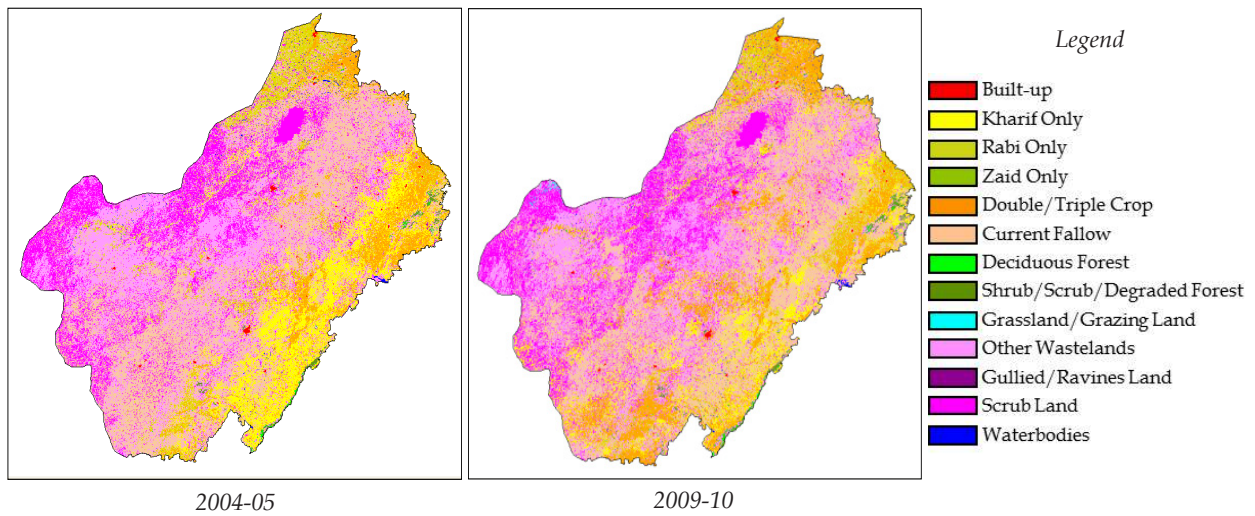 Legend
Built-up
Kharif Only
Rabi Only
Zaid Only
Double/Triple Crop
Current Fallow
Deciduous Forest
Shrub/Scrub/Degraded Forest
Grassland/Grazing Land
Other Wastelands
Gullied/Ravines Land
Scrub Land
Waterbodies
2004-05
2009-10